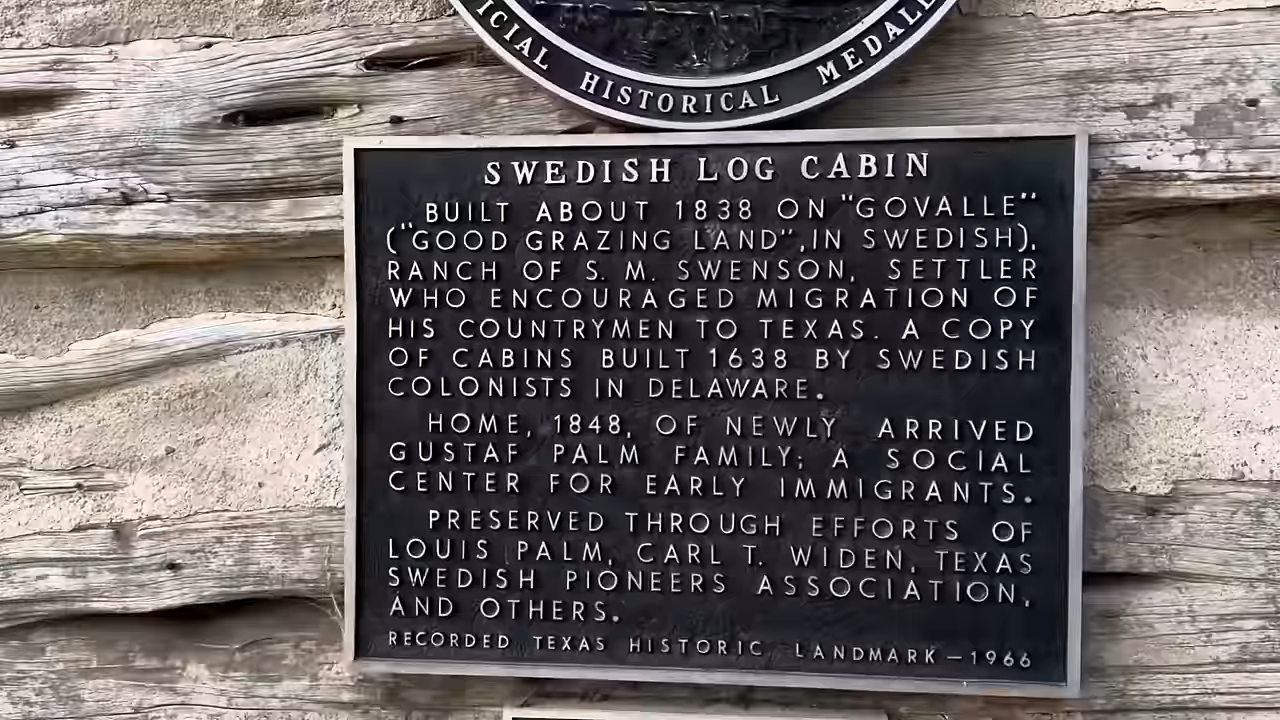 ICIAL HISTORICAL MEDALL
SWEDISH LOG CABIN
BUILT ABOUT 1838 ON "GOVALLE"
("GOOD GRAZING LAND", IN SWEDISH),
RANCH OF S. M. SWENSON, SETTLER
WHO ENCOURAGED MIGRATION OF
HIS COUNTRYMEN TO TEXAS. A COPY
OF CABINS BUILT 1638 BY SWEDISH
COLONISTS IN DELAWARE.
HOME, 1848, OF NEWLY ARRIVED
GUSTAF PALM FAMILY; A SOCIAL
CENTER FOR EARLY IMMIGRANTS.
PRESERVED THROUGH EFFORTS OF
LOUIS PALM, CARL T. WIDEN, TEXAS
SWEDISH PIONEERS ASSOCIATION,
AND OTHERS.
RECORDED TEXAS HISTORIC LANDMARK—1966